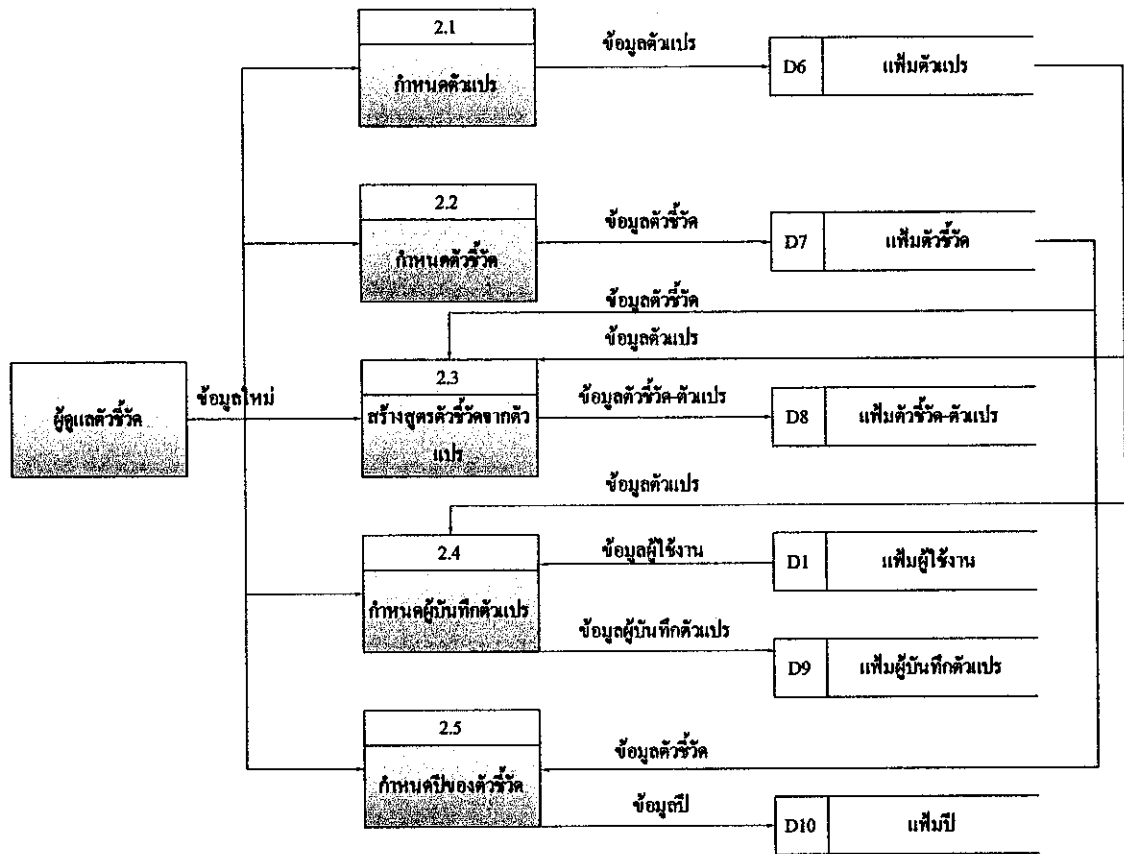 2.1
กำหนดตัวแปร
ข้อมูลตัวแปร
D6
แฟ้มตัวแปร
2.2
กำหนดตัวชี้วัด
ข้อมูลตัวชี้วัด
D7
แฟ้มตัวชี้วัด
ข้อมูลตัวชี้วัด
ข้อมูลตัวแปร
ผู้ดูแลตัวชี้วัด
ข้อมูลใหม่
2.3
สร้างสูตรตัวชี้วัดจากตัว
แปร
ข้อมูลตัวชี้วัด-ตัวแปร
D8
แฟ้มตัวชี้วัด-ตัวแปร
ข้อมูลตัวแปร
2.4
กำหนดผู้บันทึกตัวแปร
ข้อมูลผู้ใช้งาน
D1
แฟ้มผู้ใช้งาน
ข้อมูลผู้บันทึกตัวแปร
D9
แฟ้มผู้บันทึกตัวแปร
2.5
กำหนดปีของตัวชี้วัด
ข้อมูลตัวชี้วัด
ข้อมูลปี
D10
แฟ้มปี